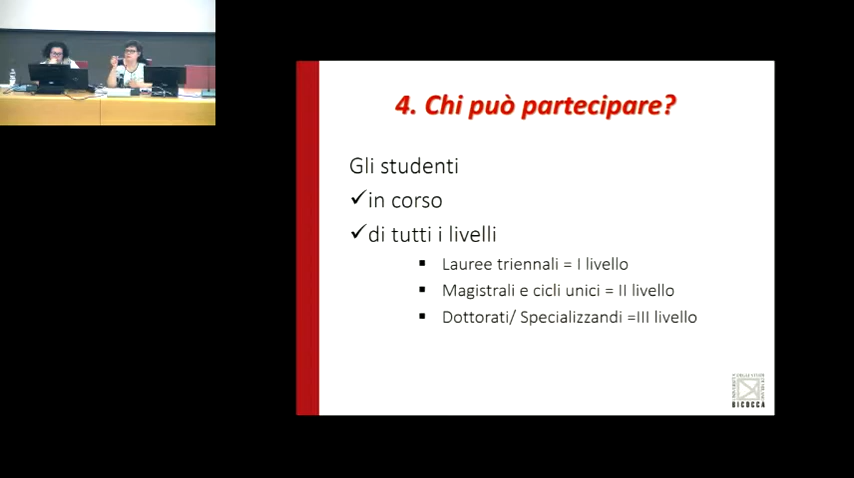 4. Chi può partecipare?
Gli studenti
✓in corso
✓di tutti i livelli
▪ Lauree triennali = I livello
▪ Magistrali e cicli unici = II livello
▪ Dottorati/ Specializzandi =III livello
BICOCCA